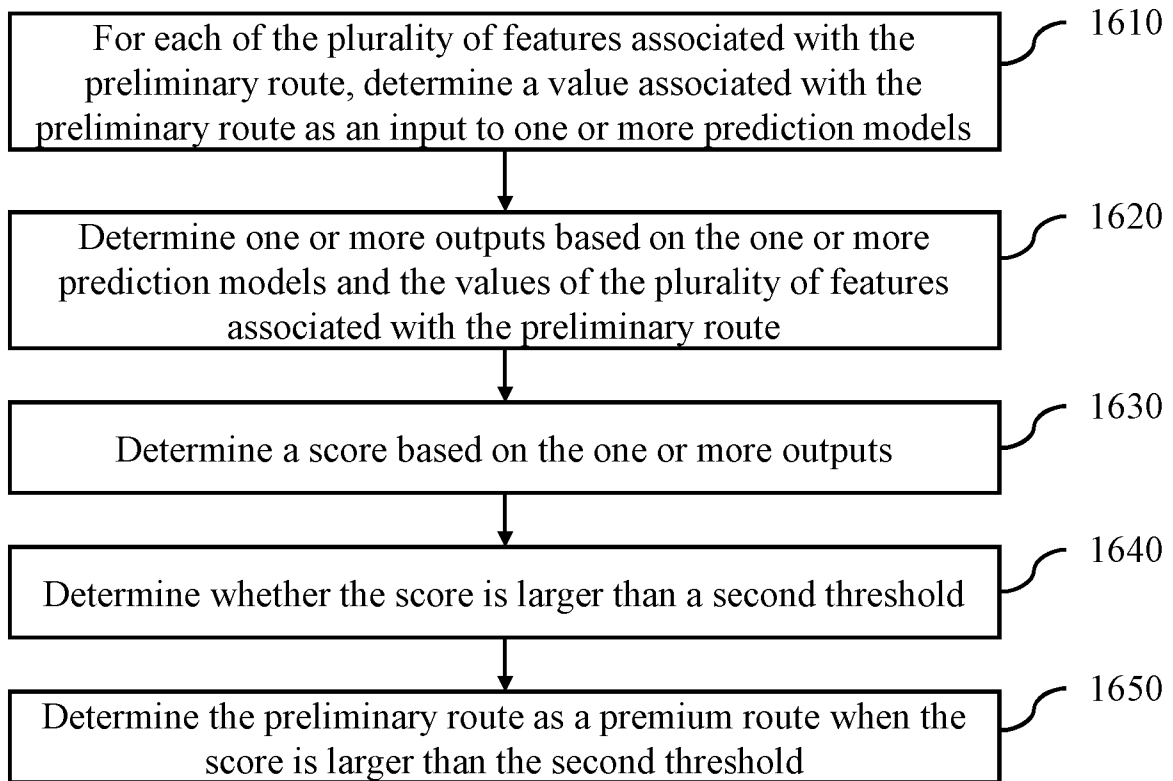 For each of the plurality of features associated with the
preliminary route, determine a value associated with the
preliminary route as an input to one or more prediction models
1610
Determine one or more outputs based on the one or more
prediction models and the values of the plurality of features
associated with the preliminary route
1620
Determine a score based on the one or more outputs
1630
Determine whether the score is larger than a second threshold
1640
Determine the preliminary route as a premium route when the
score is larger than the second threshold
1650